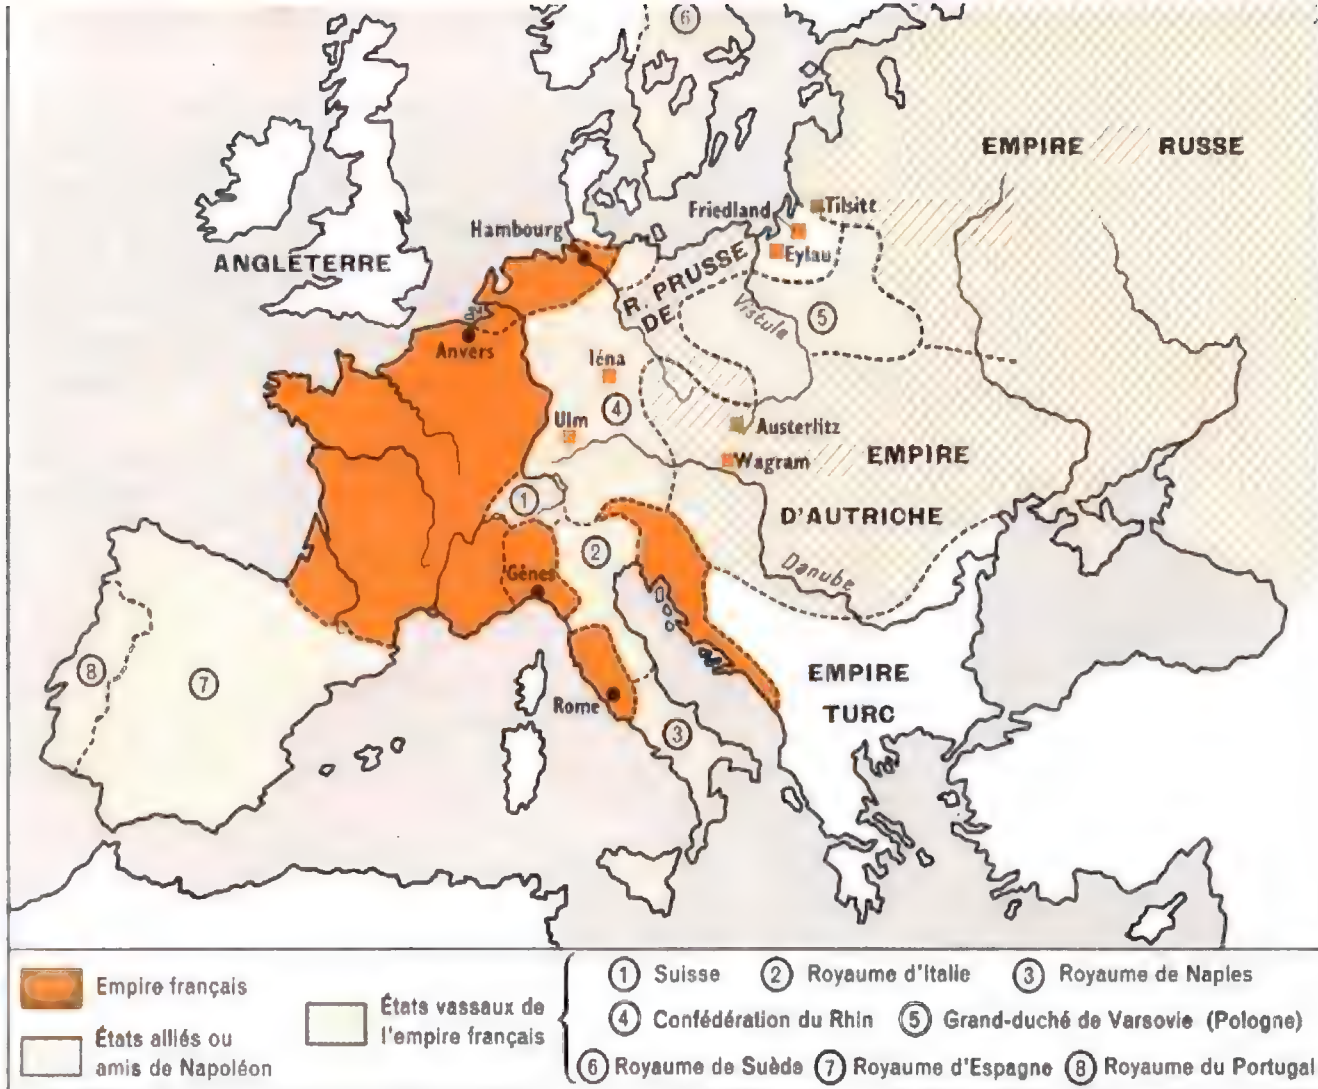 6
EMPIRE RUSSE
Tilsitt
Friedland
Hambourg
Eylau
ANGLETERRE
R. DE PRUSSE
Vistule
5
Anvers
Iéna
4
Ulm
Austerlitz
Wagram
EMPIRE
D'AUTRICHE
1
2
Danube
Gênes
8
7
EMPIRE
TURC
Rome
3
Empire français
États alliés ou
amis de Napoléon
États vassaux de
l'empire français
1 Suisse 2 Royaume d'Italie 3 Royaume de Naples
4 Confédération du Rhin 5 Grand-duché de Varsovie (Pologne)
6 Royaume de Suède 7 Royaume d'Espagne 8 Royaume du Portugal